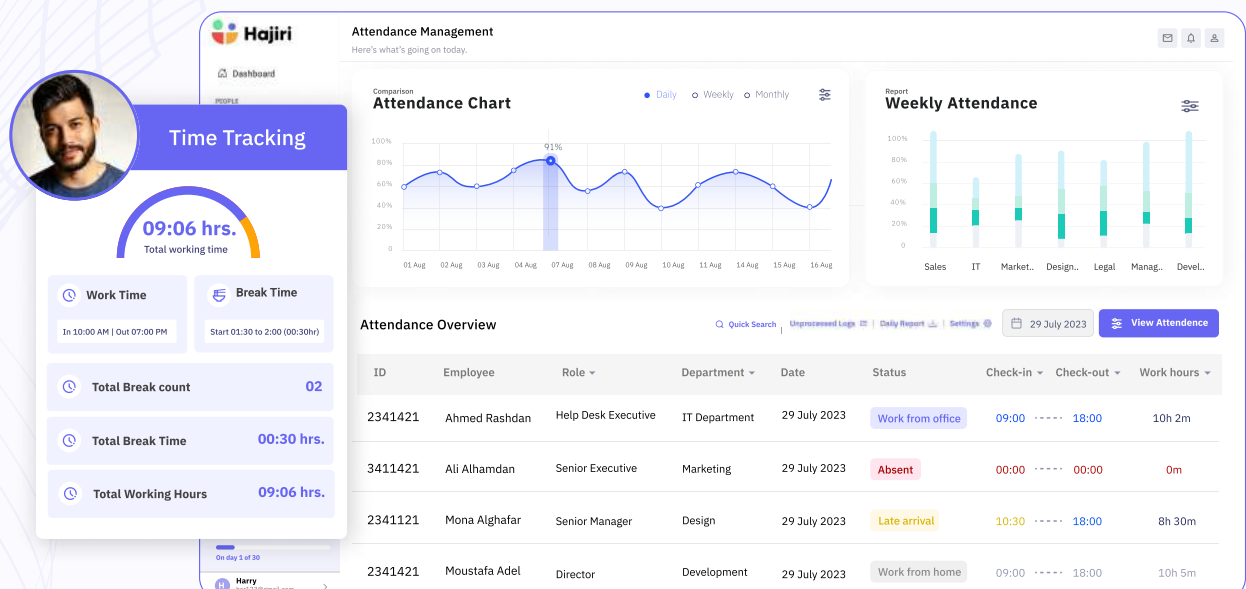 Hajiri
Dashboard
PEOPLE
Attendance Management
Here's what's going on today.
Time Tracking
09:06 hrs.
Total working time
Work Time
In 10:00 AM | Out 07:00 PM
Break Time
Start 01:30 to 2:00 (00:30hr)
Total Break count 02
Total Break Time 00:30 hrs.
Total Working Hours 09:06 hrs.
On day 1 of 30
H Harry
Comparison
Attendance Chart
Daily Weekly Monthly
91%
100%
80%
60%
40%
20%
0
01 Aug 02 Aug 03 Aug 04 Aug 07 Aug 08 Aug 09 Aug 10 Aug 11 Aug 14 Aug 15 Aug 16 Aug
Report
Weekly Attendance
100%
80%
60%
40%
20%
0
Sales IT Market.. Design.. Legal Manag.. Devel..
Attendance Overview
Quick Search | Unprocessed Logs | Daily Report | Settings
29 July 2023
View Attendence
ID Employee Role Department Date Status Check-in Check-out Work hours
2341421 Ahmed Rashdan Help Desk Executive IT Department 29 July 2023 Work from office 09:00 ---- 18:00 10h 2m
3411421 Ali Alhamdan Senior Executive Marketing 29 July 2023 Absent 00:00 ---- 00:00 0m
2341121 Mona Alghafar Senior Manager Design 29 July 2023 Late arrival 10:30 ---- 18:00 8h 30m
2341421 Moustafa Adel Director Development 29 July 2023 Work from home 09:00 ---- 18:00 10h 5m